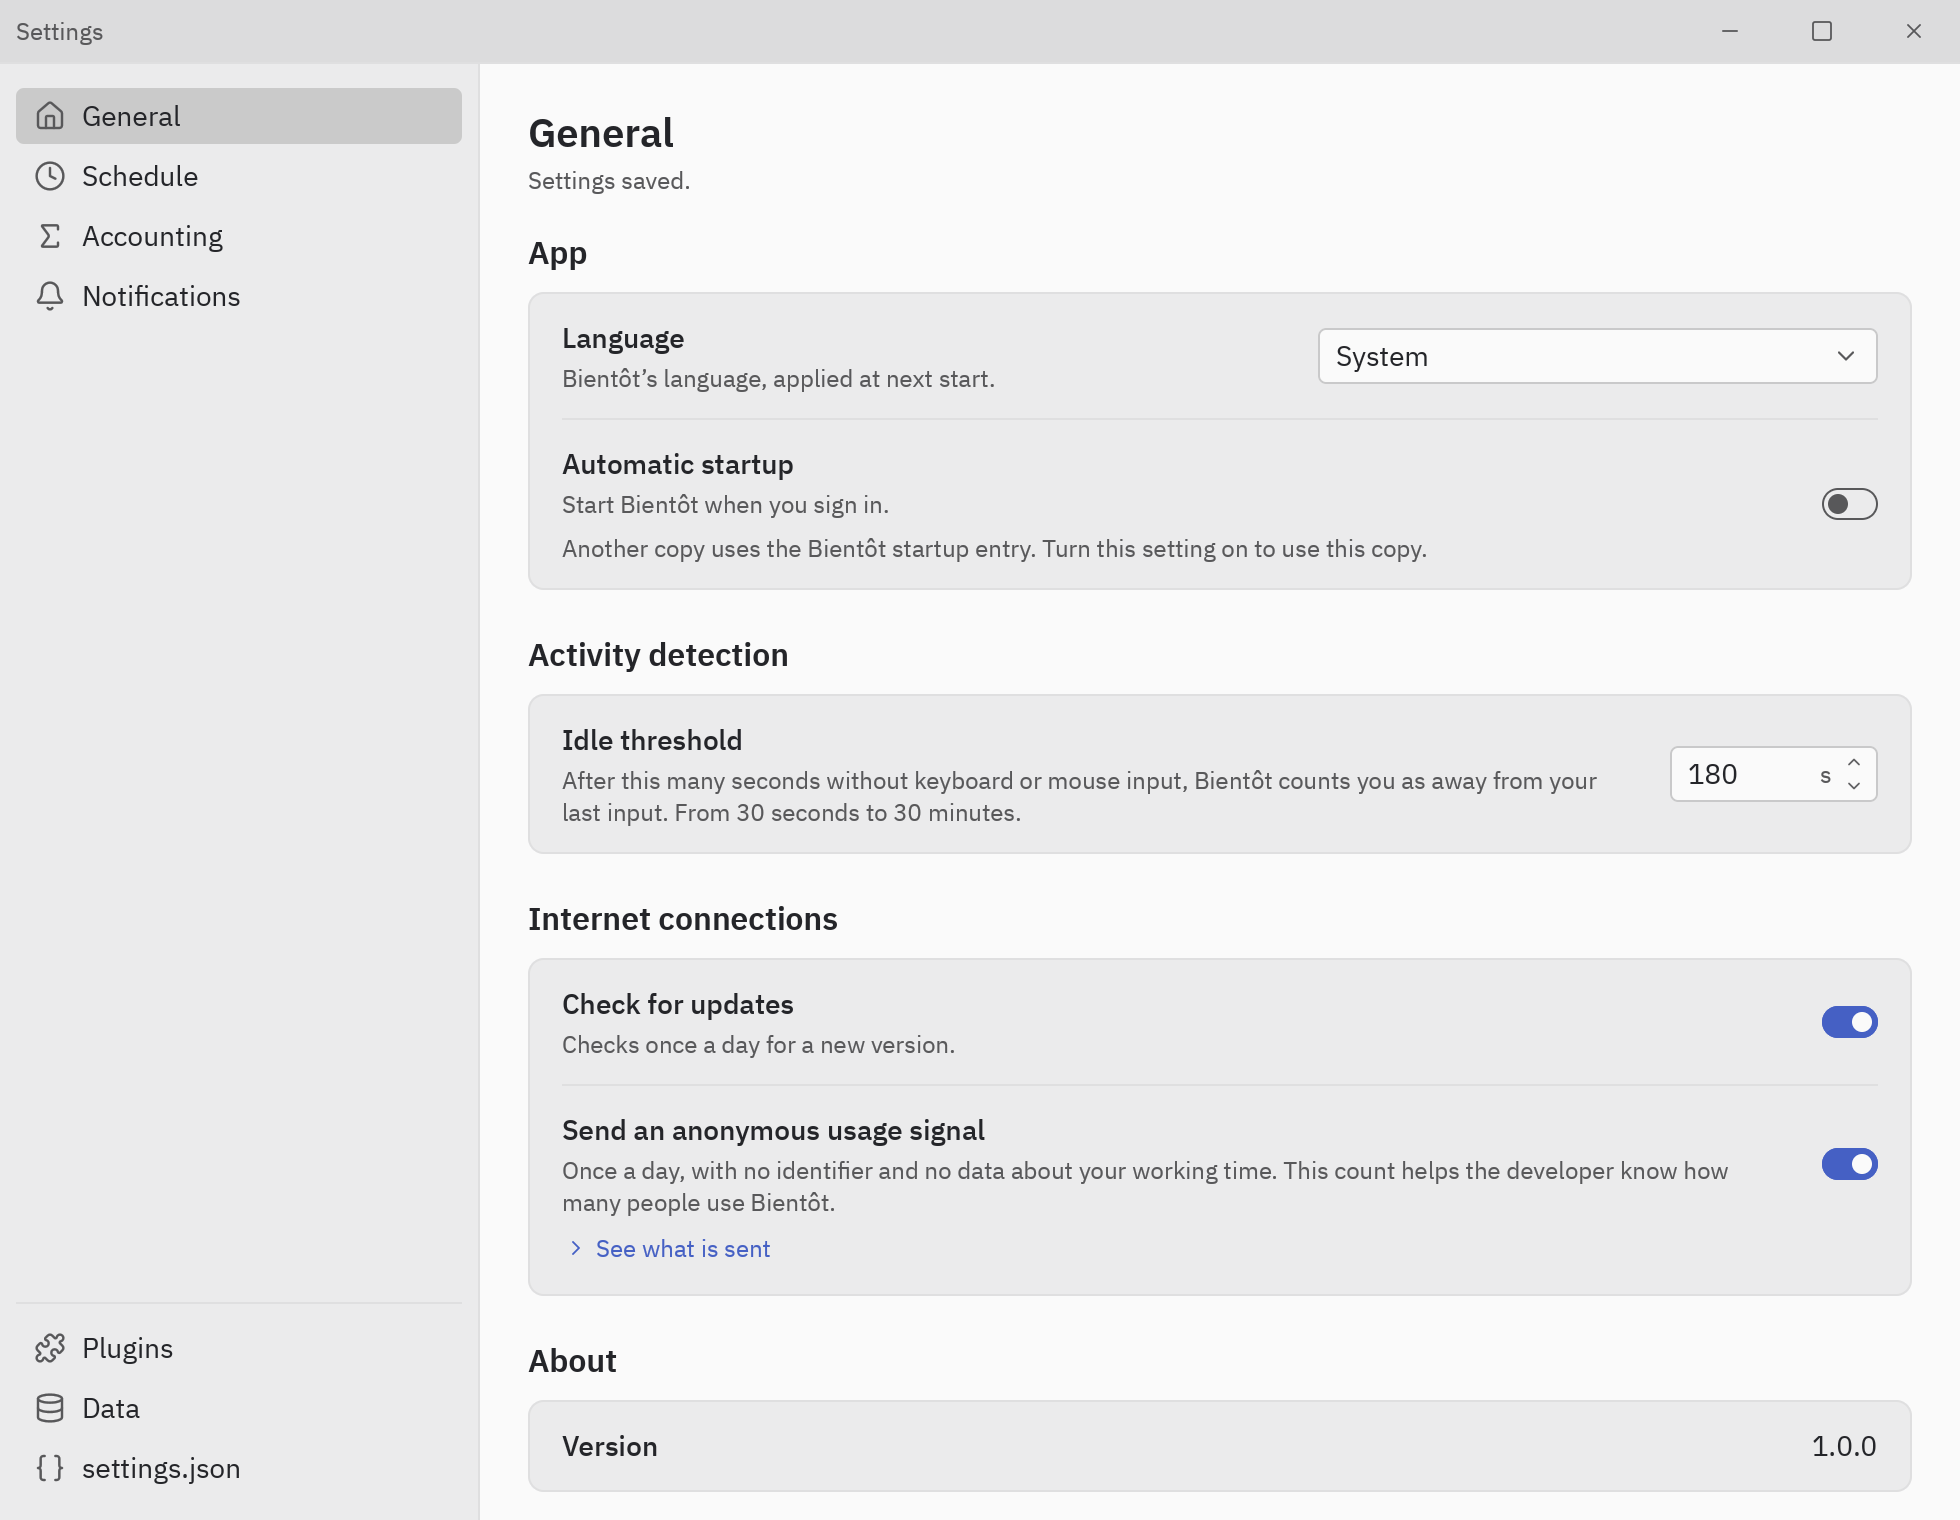 Settings
General
Schedule
Accounting
Notifications
Plugins
Data
settings.json
General
Settings saved.
App
Language
Bientôt’s language, applied at next start.
System
Automatic startup
Start Bientôt when you sign in.
Another copy uses the Bientôt startup entry. Turn this setting on to use this copy.
Activity detection
Idle threshold
After this many seconds without keyboard or mouse input, Bientôt counts you as away from your
last input. From 30 seconds to 30 minutes.
180 s
Internet connections
Check for updates
Checks once a day for a new version.
Send an anonymous usage signal
Once a day, with no identifier and no data about your working time. This count helps the developer know how
many people use Bientôt.
See what is sent
About
Version
1.0.0